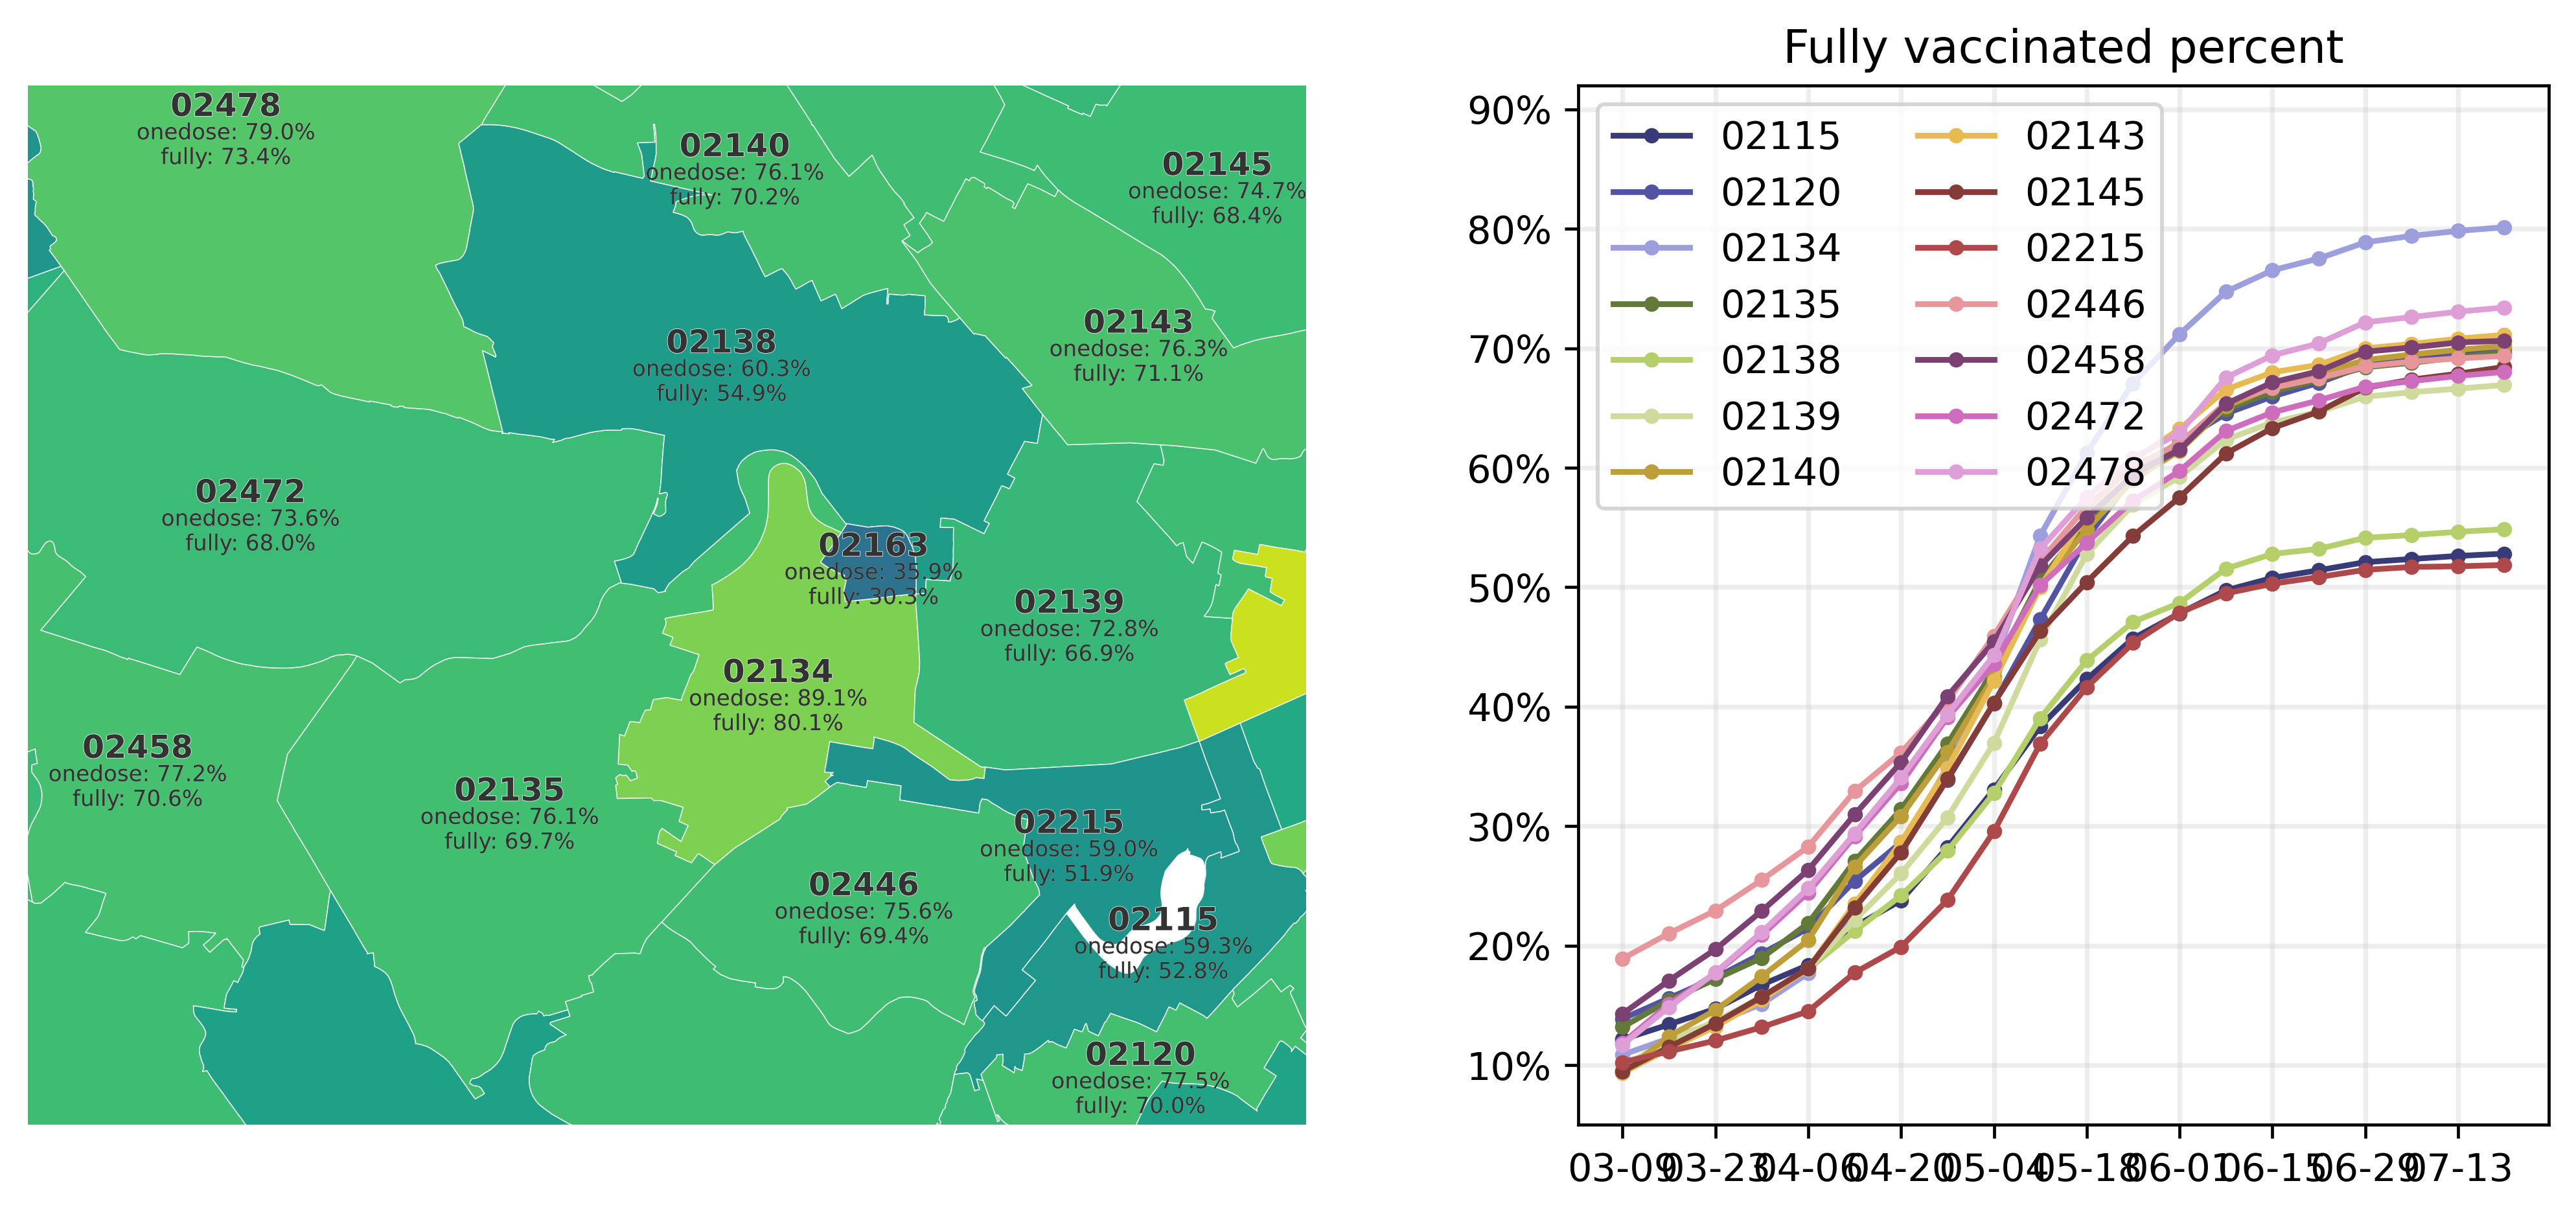 02478
onedose: 79.0%
fully: 73.4%
02140
onedose: 76.1%
fully: 70.2%
02145
onedose: 74.7%
fully: 68.4%
02138
onedose: 60.3%
fully: 54.9%
02143
onedose: 76.3%
fully: 71.1%
02472
onedose: 73.6%
fully: 68.0%
02163
onedose: 35.9%
fully: 30.3%
02139
onedose: 72.8%
fully: 66.9%
02134
onedose: 89.1%
fully: 80.1%
02458
onedose: 77.2%
fully: 70.6%
02135
onedose: 76.1%
fully: 69.7%
02215
onedose: 59.0%
fully: 51.9%
02446
onedose: 75.6%
fully: 69.4%
02115
onedose: 59.3%
fully: 52.8%
02120
onedose: 77.5%
fully: 70.0%
Fully vaccinated percent
90%
80%
70%
60%
50%
40%
30%
20%
10%
02115
02120
02134
02135
02138
02139
02140
02143
02145
02215
02446
02458
02472
02478
03-09 03-23 04-06 04-20 05-04 05-18 06-01 06-15 06-29 07-13